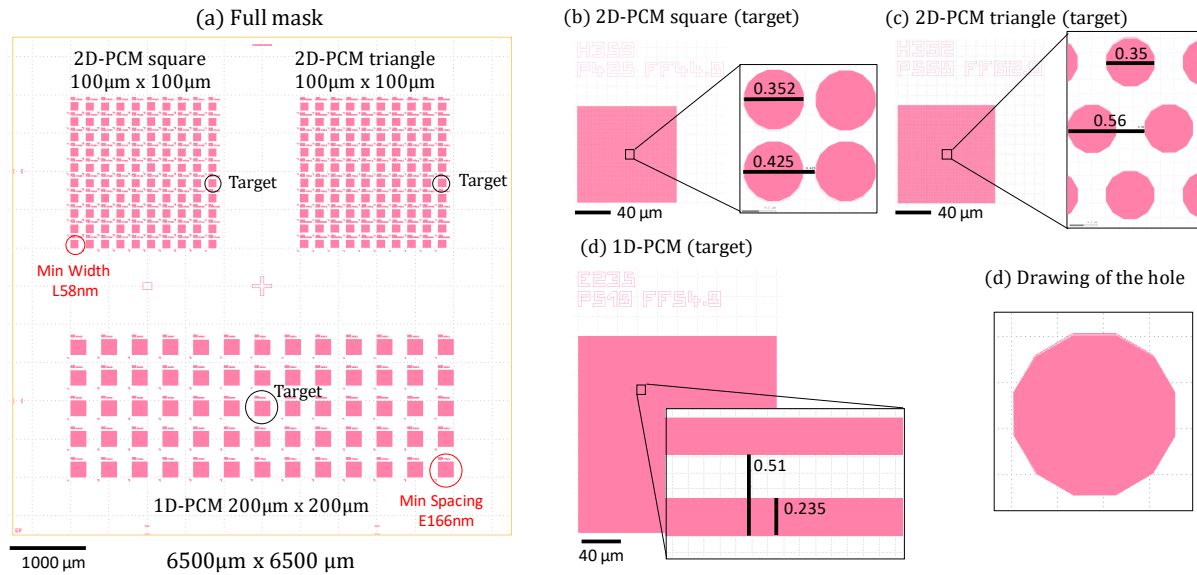 (a) Full mask
2D-PCM square
100μm x 100μm
2D-PCM triangle
100μm x 100μm
Target
Target
Min Width
L58nm
Target
1D-PCM 200μm x 200μm
Min Spacing
E166nm
1000 μm
6500μm x 6500 μm
(b) 2D-PCM square (target)
H352
P425 FF54.0
0.352
0.425
40 μm
(c) 2D-PCM triangle (target)
0.35
0.56
40 μm
(d) 1D-PCM (target)
E235
0.51
0.235
40 μm
(d) Drawing of the hole